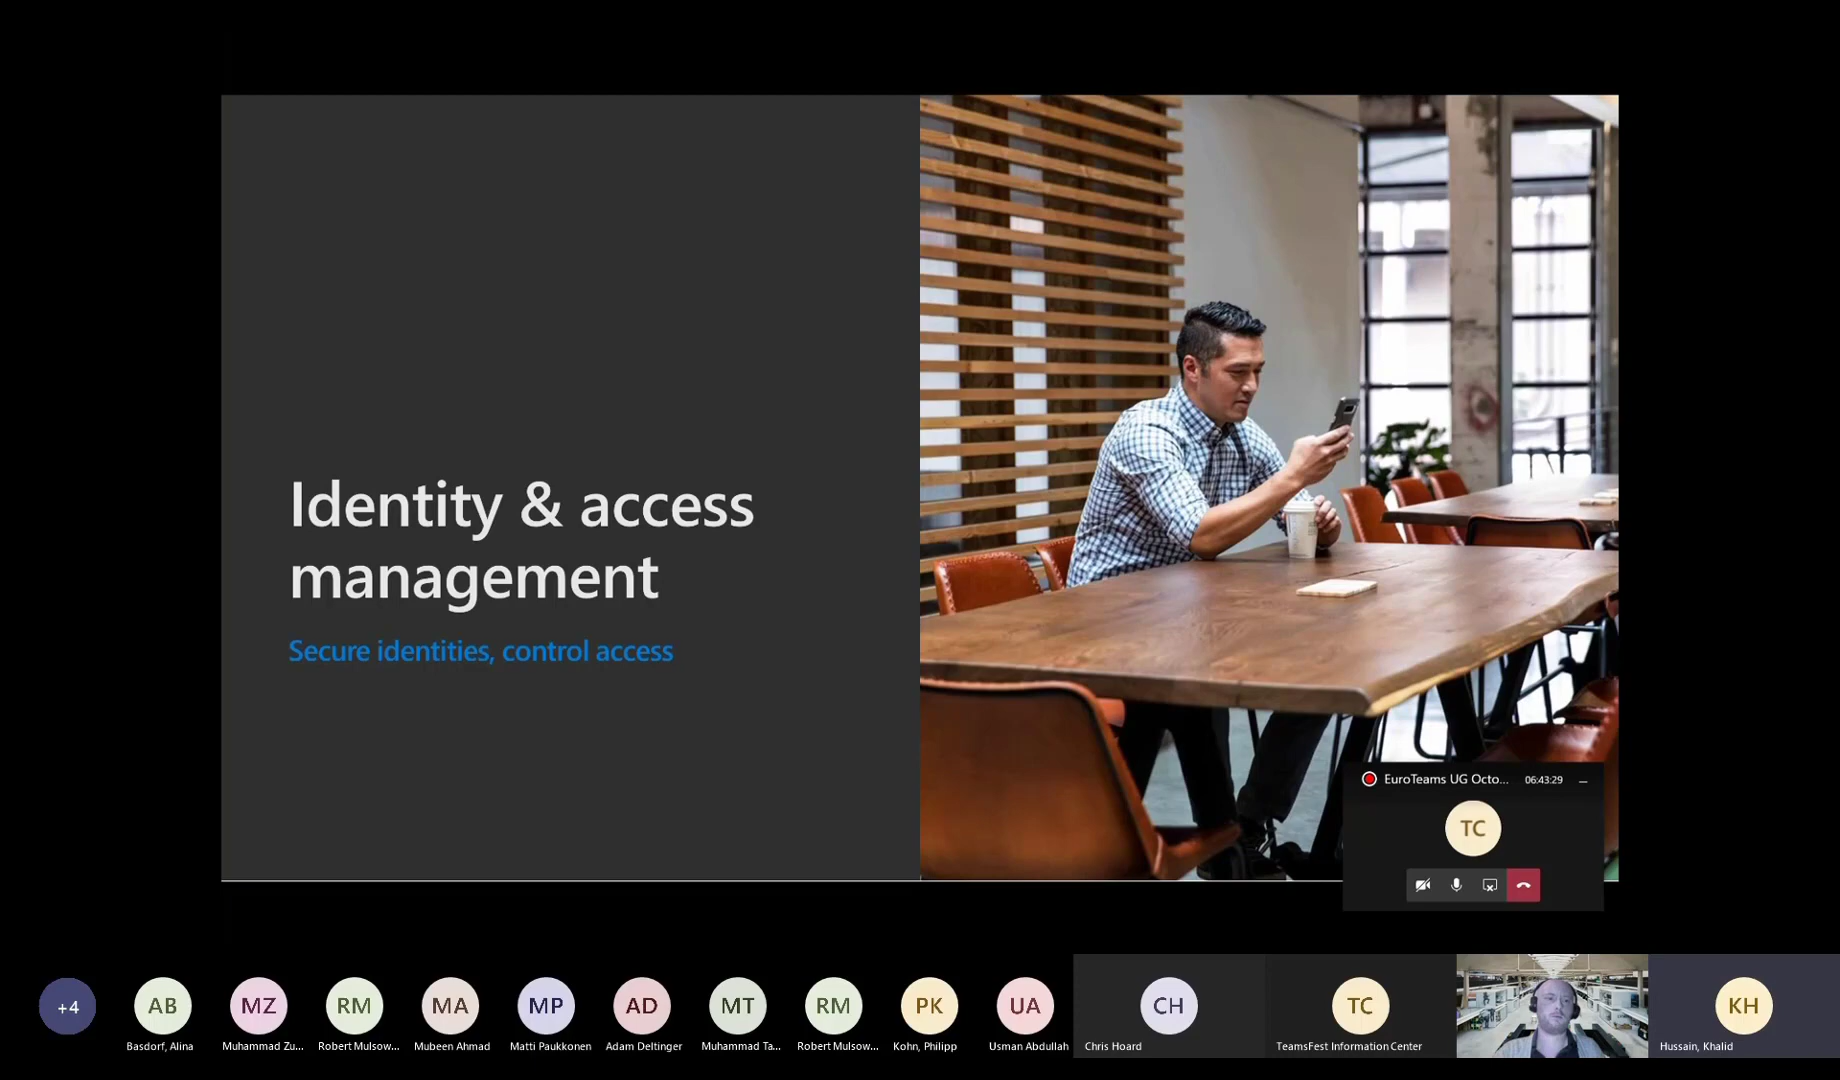 Identity & access
management
Secure identities, control access
EuroTeams UG Octo... 06:43:29
TC
+4
AB
MZ
RM
MA
MP
AD
MT
RM
PK
UA
CH
TC
KH
Basdorf, Alina
Muhammad Zu...
Robert Mulsow...
Mubeen Ahmad
Matti Paukkonen
Adam Deltinger
Muhammad Ta...
Robert Mulsow...
Kohn, Philipp
Usman Abdullah
Chris Hoard
TeamsFest Information Center
Hussain, Khalid